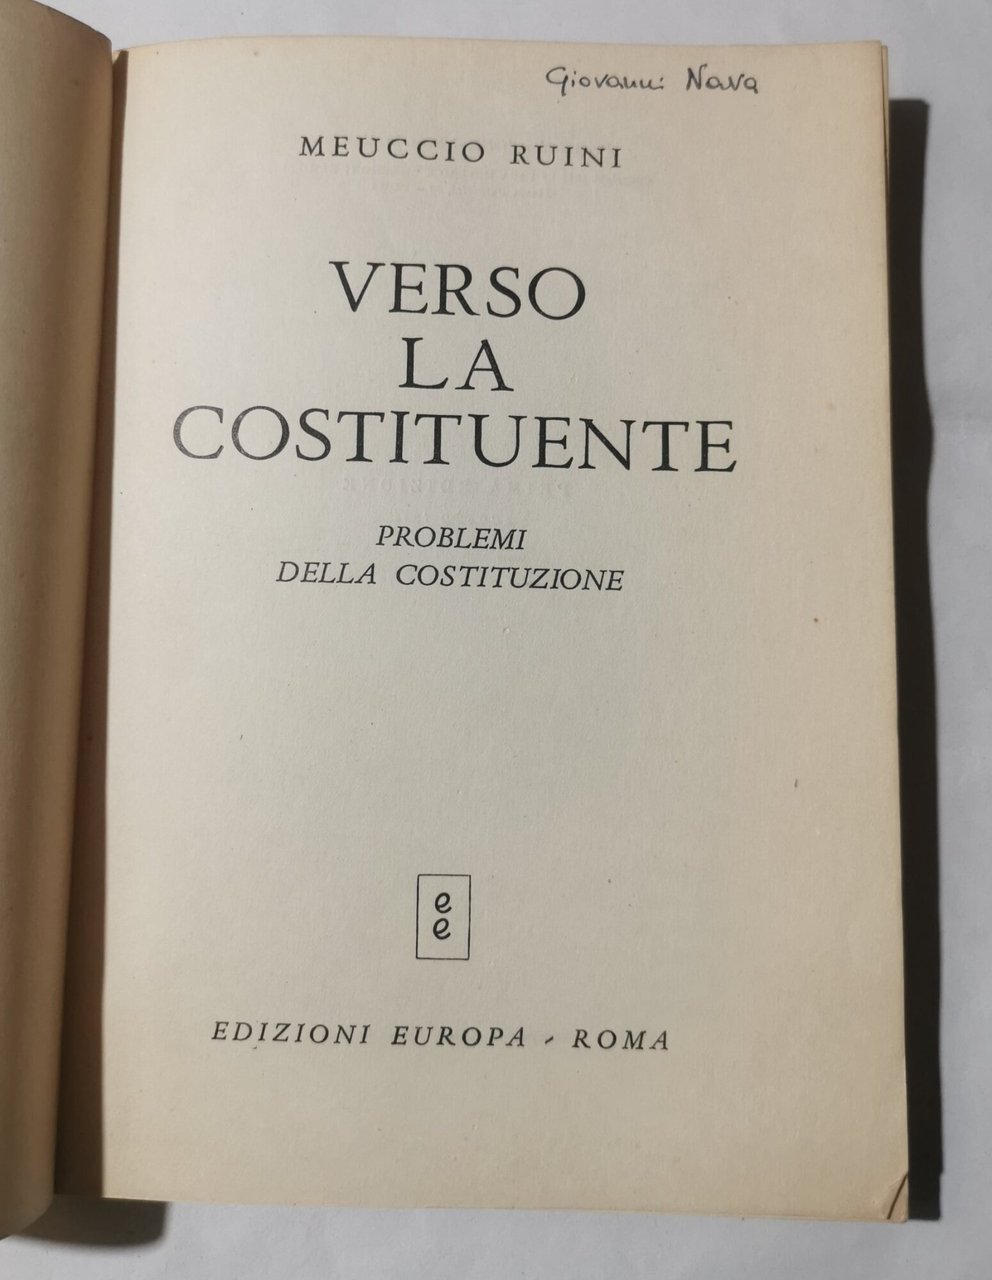 Giovanni Nava
MEUCCIO RUINI
VERSO
LA
COSTITUENTE
PROBLEMI
DELLA COSTITUZIONE
e
e
EDIZIONI EUROPA - ROMA